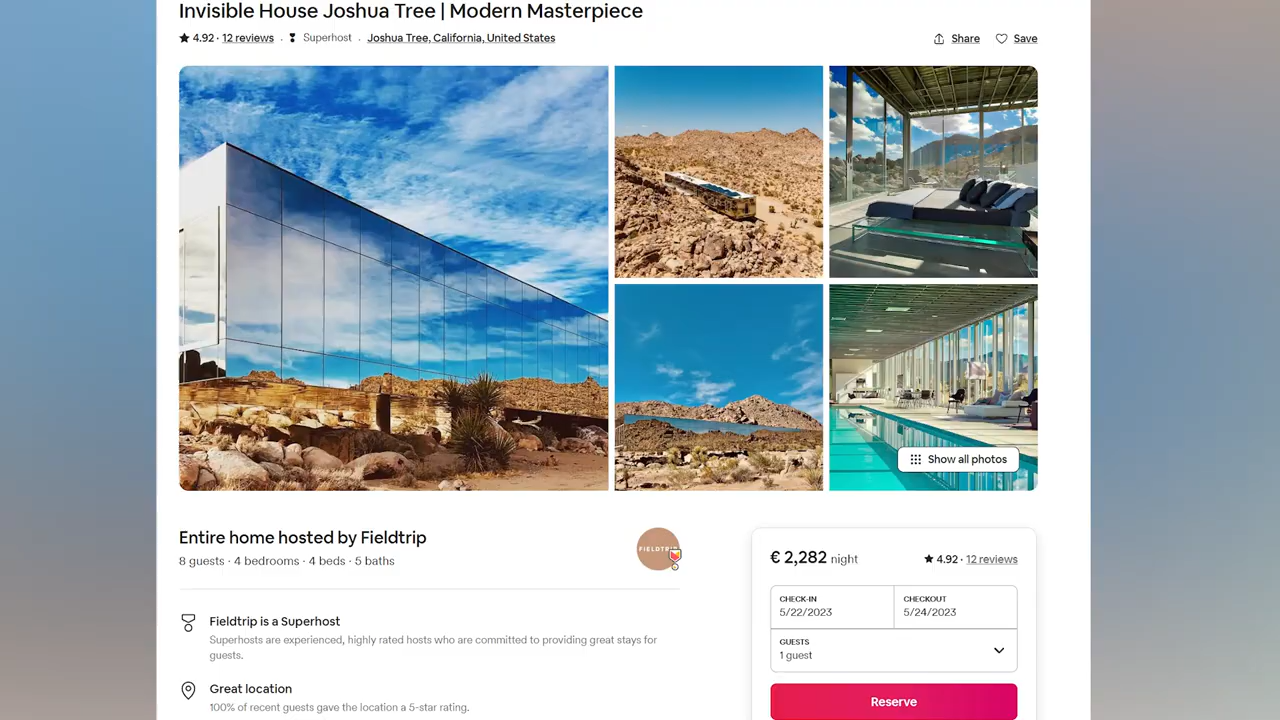 Invisible House Joshua Tree | Modern Masterpiece
4.92 · 12 reviews · Superhost · Joshua Tree, California, United States
Share Save
Show all photos
Entire home hosted by Fieldtrip
8 guests · 4 bedrooms · 4 beds · 5 baths
FIELDTRIP
€ 2,282 night
4.92 · 12 reviews
CHECK-IN CHECKOUT
5/22/2023 5/24/2023
GUESTS
1 guest
Reserve
Fieldtrip is a Superhost
Superhosts are experienced, highly rated hosts who are committed to providing great stays for
guests.
Great location
100% of recent guests gave the location a 5-star rating.